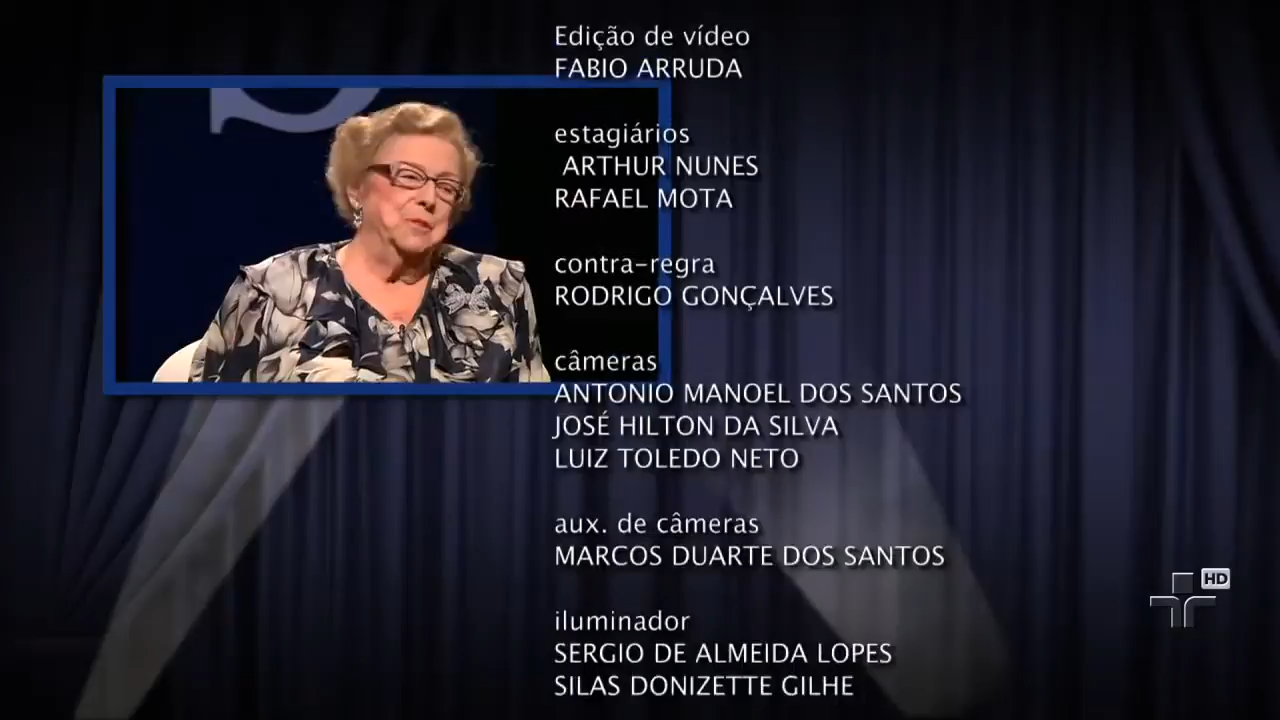 Edição de vídeo
FABIO ARRUDA
estagiários
ARTHUR NUNES
RAFAEL MOTA
contra-regra
RODRIGO GONÇALVES
câmeras
ANTONIO MANOEL DOS SANTOS
JOSÉ HILTON DA SILVA
LUIZ TOLEDO NETO
aux. de câmeras
MARCOS DUARTE DOS SANTOS
HD
iluminador
SERGIO DE ALMEIDA LOPES
SILAS DONIZETTE GILHE